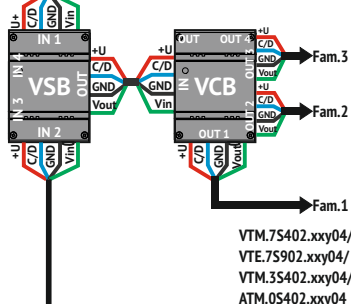 U+
C/D
GND
Vin
IN 1
IN 4
VSB
OUT
IN 3
IN 2
+U
C/D
GND
Vin
+U
C/D
GND
Vout
+U
C/D
GND
Vin
OUT
OUT 4
OUT 3
VCB
IN
OUT 2
OUT 1
+U
C/D
GND
Vout
+U
C/D
GND
Vout
+U
C/D
GND
Vout
Fam.3
Fam.2
Fam.1
VTM.7S402.xxy04/
VTE.7S902.xxy04/
VTM.3S402.xxy04/
ATM.0S402.xxy04